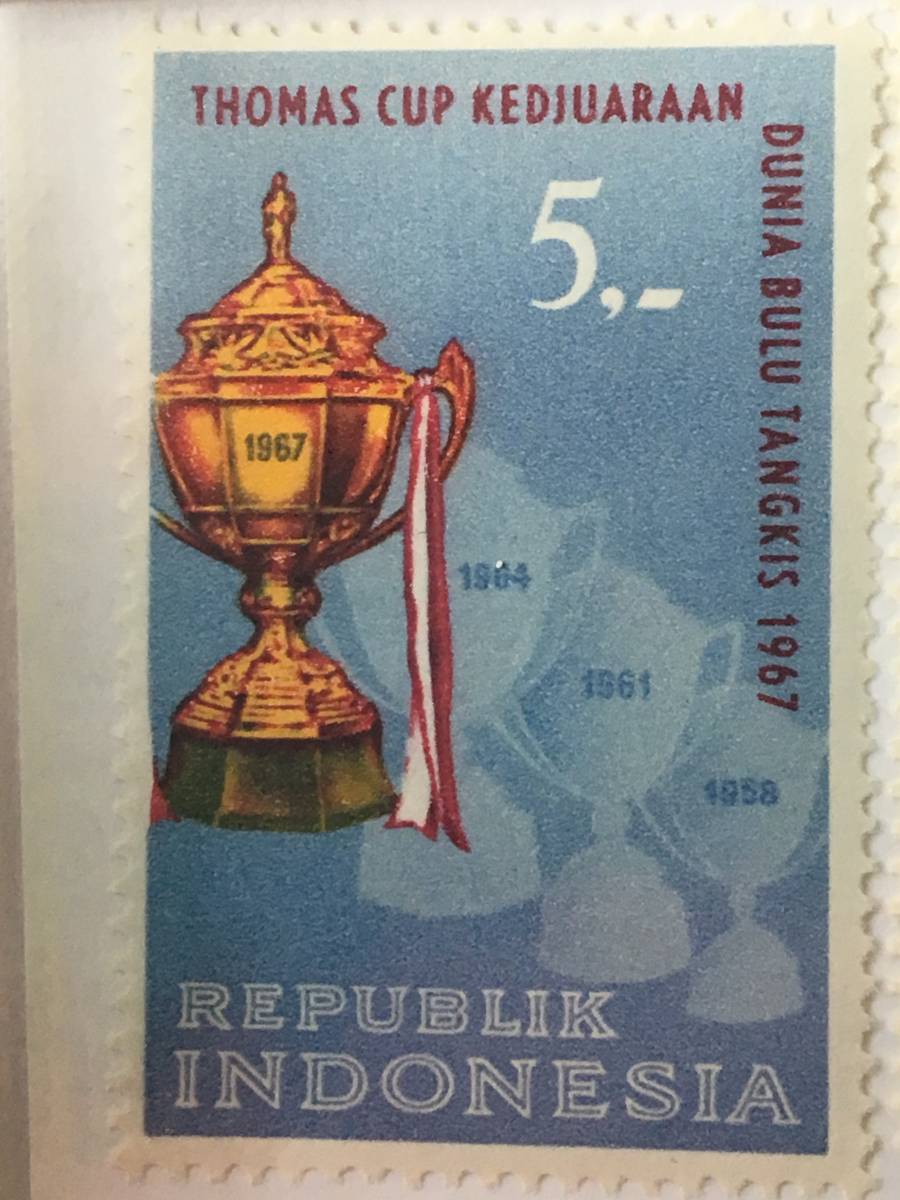 THOMAS CUP KEDJUARAAN
DUNIA BULU TANGKIS 1967
5,-
1967
1964
1961
1958
REPUBLIK
INDONESIA